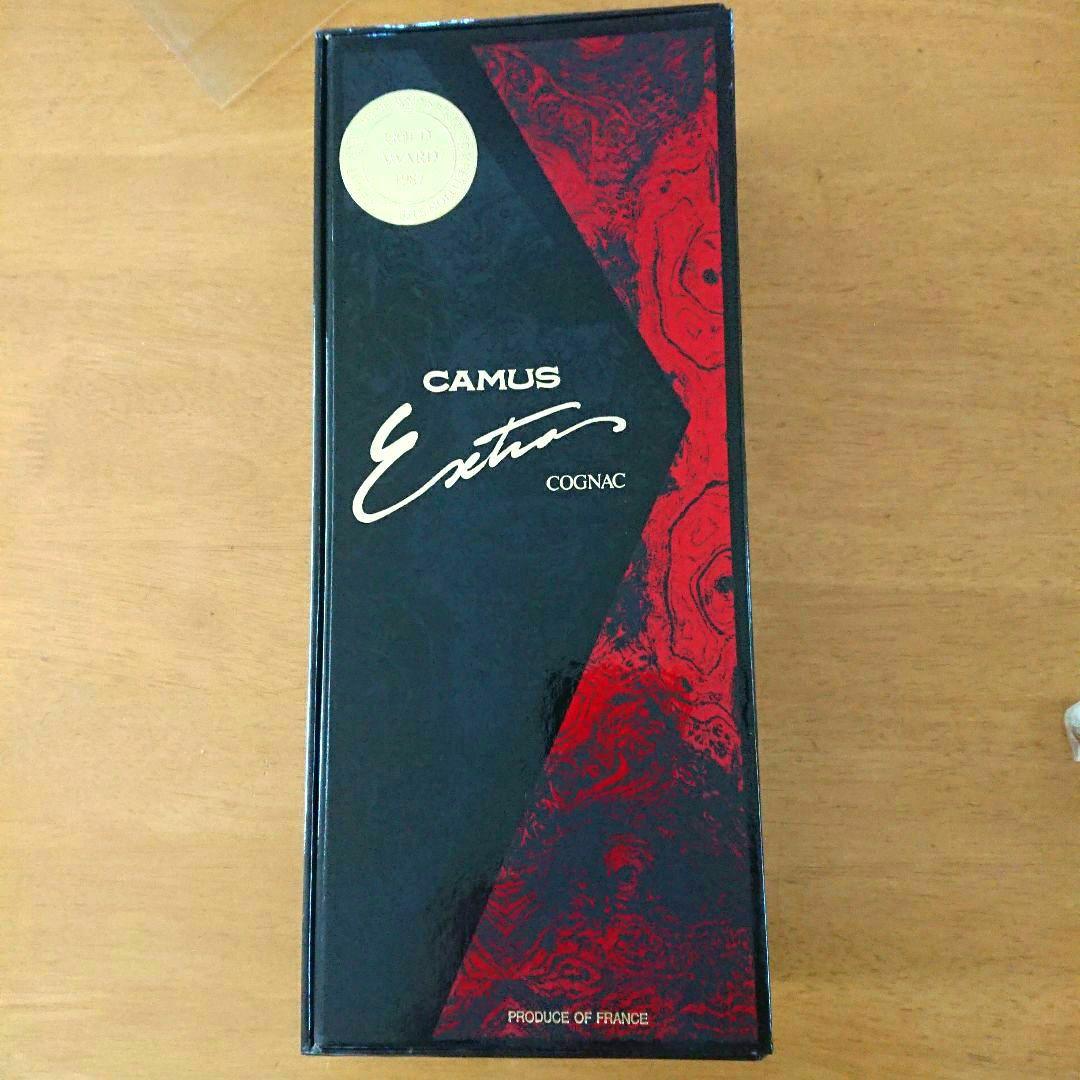 GOLD
AWARD
1987
CAMUS
Extra
COGNAC
PRODUCE OF FRANCE